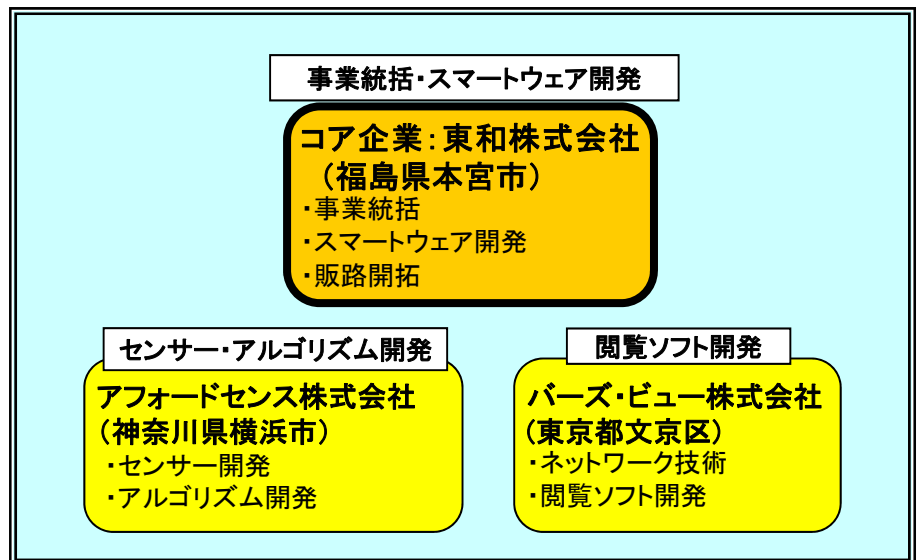 事業統括・スマートウェア開発
コア企業：東和株式会社
（福島県本宮市）
・事業統括
・スマートウェア開発
・販路開拓
センサー・アルゴリズム開発
アフォードセンス株式会社
（神奈川県横浜市）
・センサー開発
・アルゴリズム開発
閲覧ソフト開発
バーズ・ビュー株式会社
（東京都文京区）
・ネットワーク技術
・閲覧ソフト開発